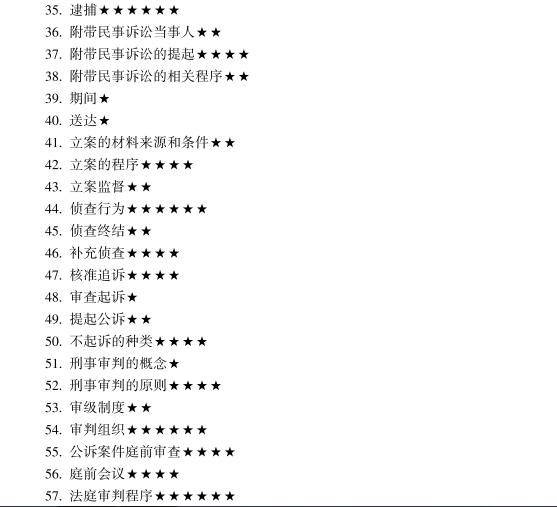 35. 逮捕★★★★★★
36. 附带民事诉讼当事人★★
37. 附带民事诉讼的提起★★★★
38. 附带民事诉讼的相关程序★★
39. 期间★
40. 送达★
41. 立案的材料来源和条件★★
42. 立案的程序★★★★
43. 立案监督★★
44. 侦查行为★★★★★★
45. 侦查终结★★
46. 补充侦查★★★★
47. 核准追诉★★★★
48. 审查起诉★
49. 提起公诉★★
50. 不起诉的种类★★★★
51. 刑事审判的概念★
52. 刑事审判的原则★★★★
53. 审级制度★★
54. 审判组织★★★★★★
55. 公诉案件庭前审查★★★★
56. 庭前会议★★★★
57. 法庭审判程序★★★★★★